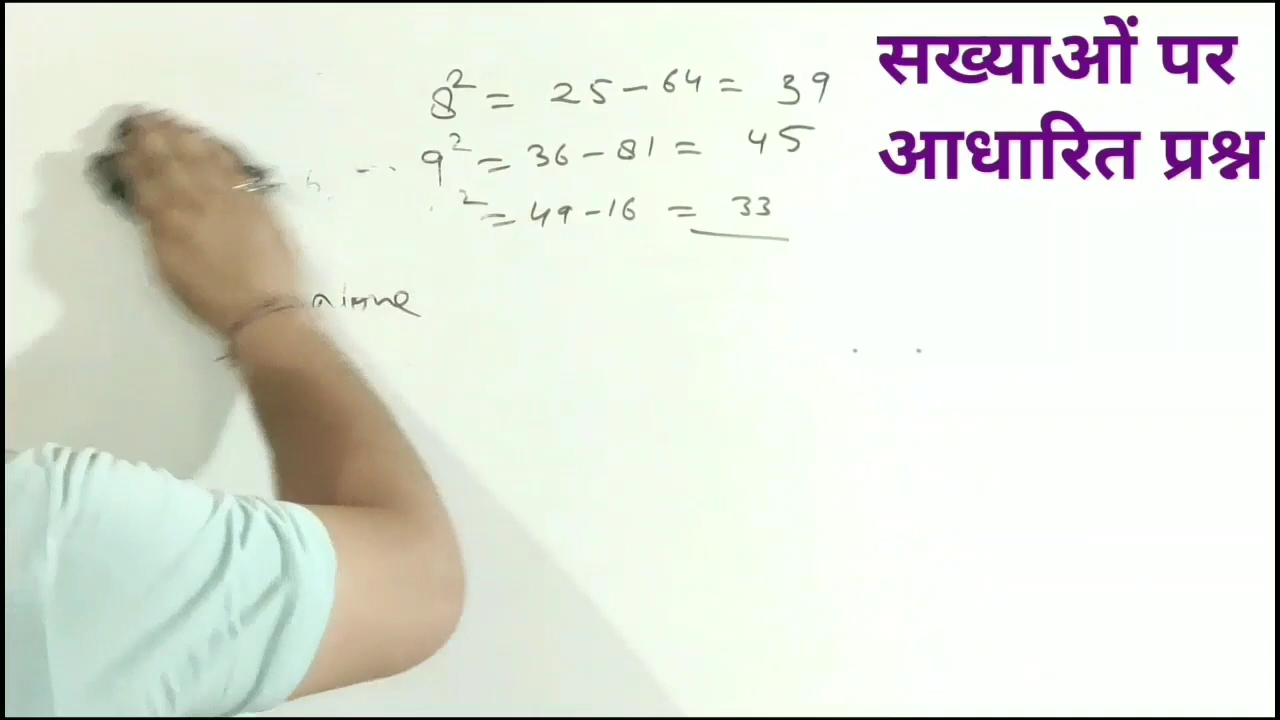 सख्याओं पर
आधारित प्रश्न
8² = 25 - 64 = 39
9² = 36 - 81 = 45
² = 49 - 16 = 33